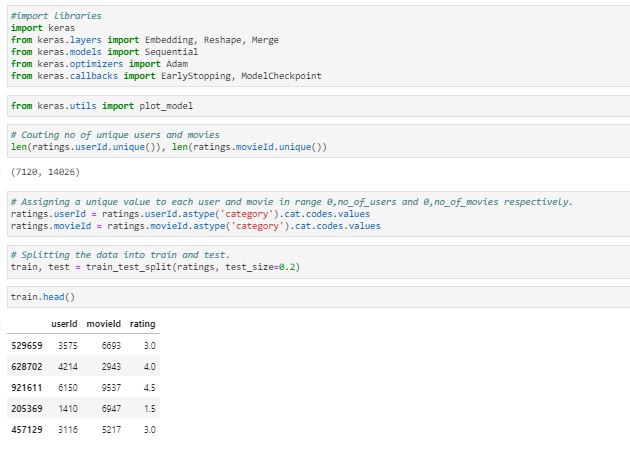 #import libraries
import keras
from keras.layers import Embedding, Reshape, Merge
from keras.models import Sequential
from keras.optimizers import Adam
from keras.callbacks import EarlyStopping, ModelCheckpoint
from keras.utils import plot_model
# Couting no of unique users and movies
len(ratings.userId.unique()), len(ratings.movieId.unique())
(7120, 14026)
# Assigning a unique value to each user and movie in range 0,no_of_users and 0,no_of_movies respectively.
ratings.userId = ratings.userId.astype('category').cat.codes.values
ratings.movieId = ratings.movieId.astype('category').cat.codes.values
# Splitting the data into train and test.
train, test = train_test_split(ratings, test_size=0.2)
train.head()
userId movieId rating
529659 3575 6693 3.0
628702 4214 2943 4.0
921611 6150 9537 4.5
205369 1410 6947 1.5
457129 3116 5217 3.0